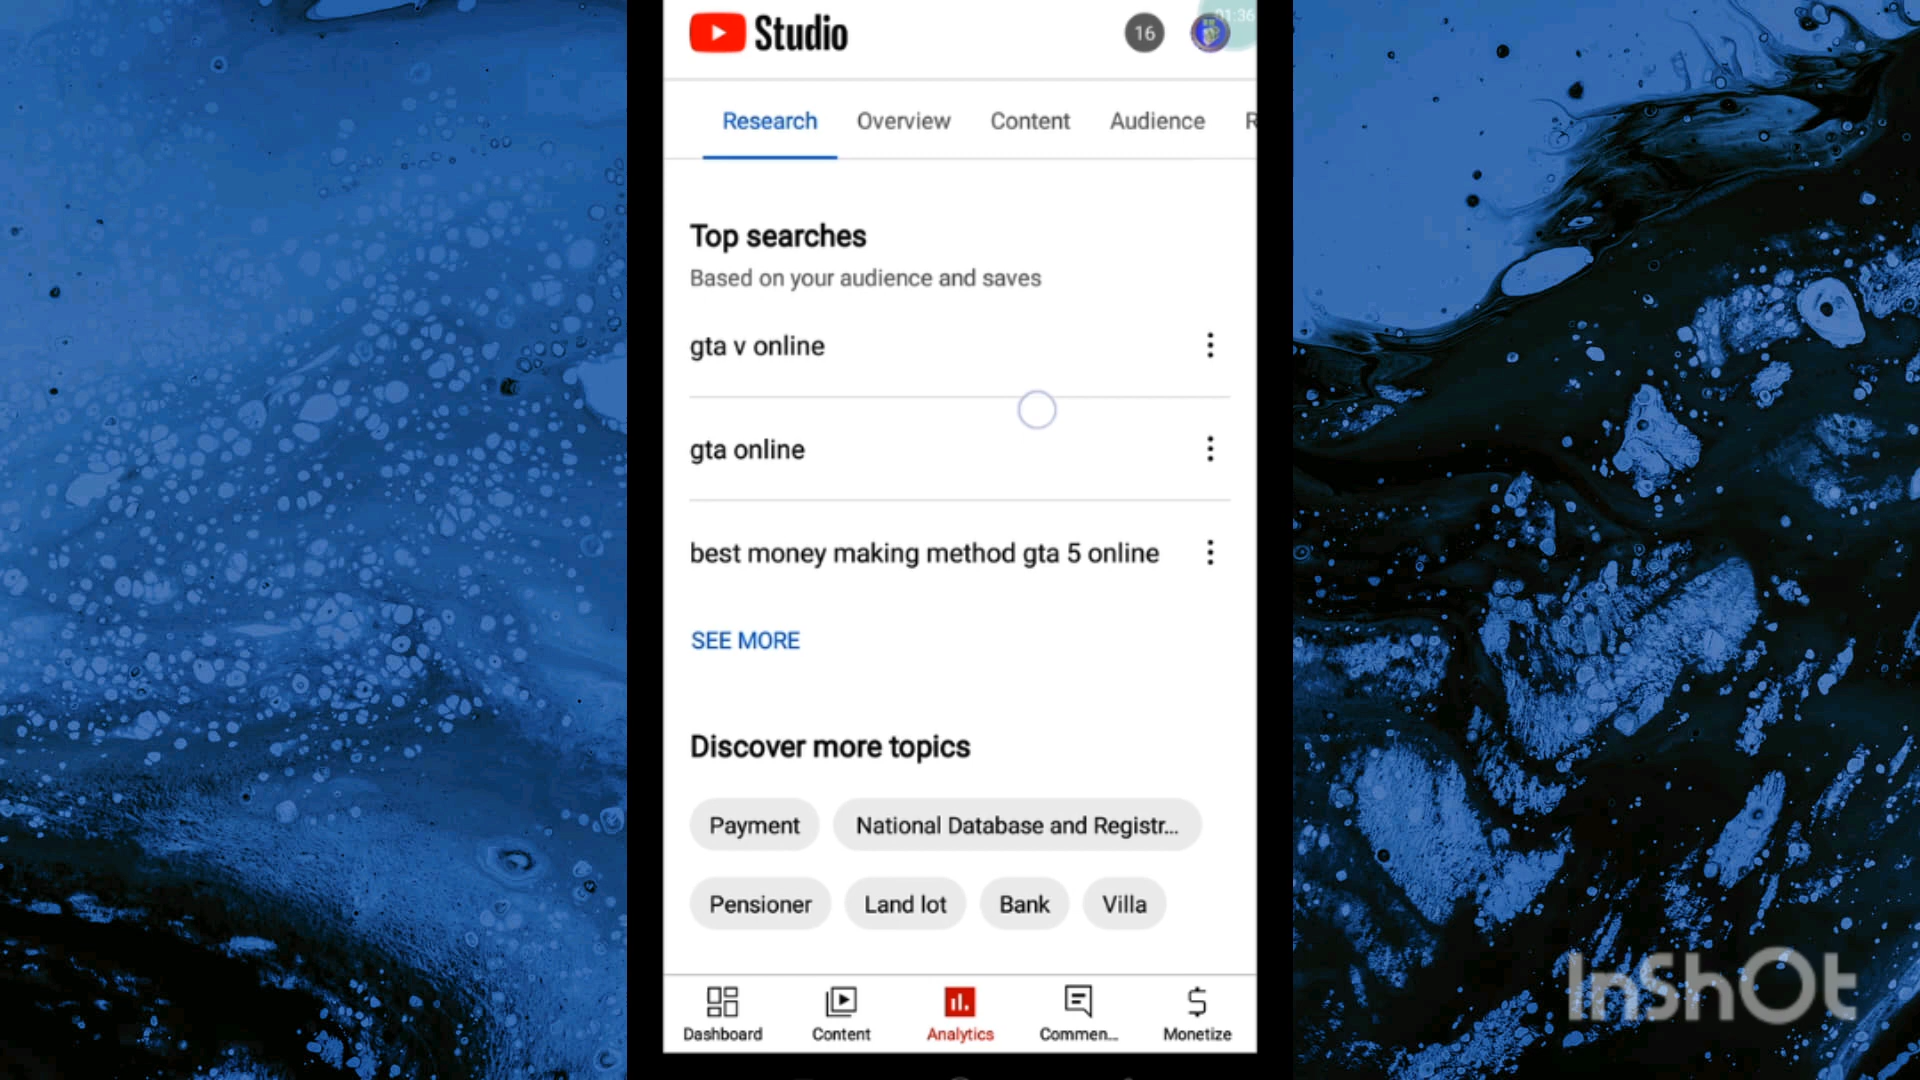 01:36
Studio
16
Research Overview Content Audience R
Top searches
Based on your audience and saves
gta v online
gta online
best money making method gta 5 online
SEE MORE
Discover more topics
Payment National Database and Registr...
Pensioner Land lot Bank Villa
Dashboard Content Analytics Commen... Monetize
InShOt